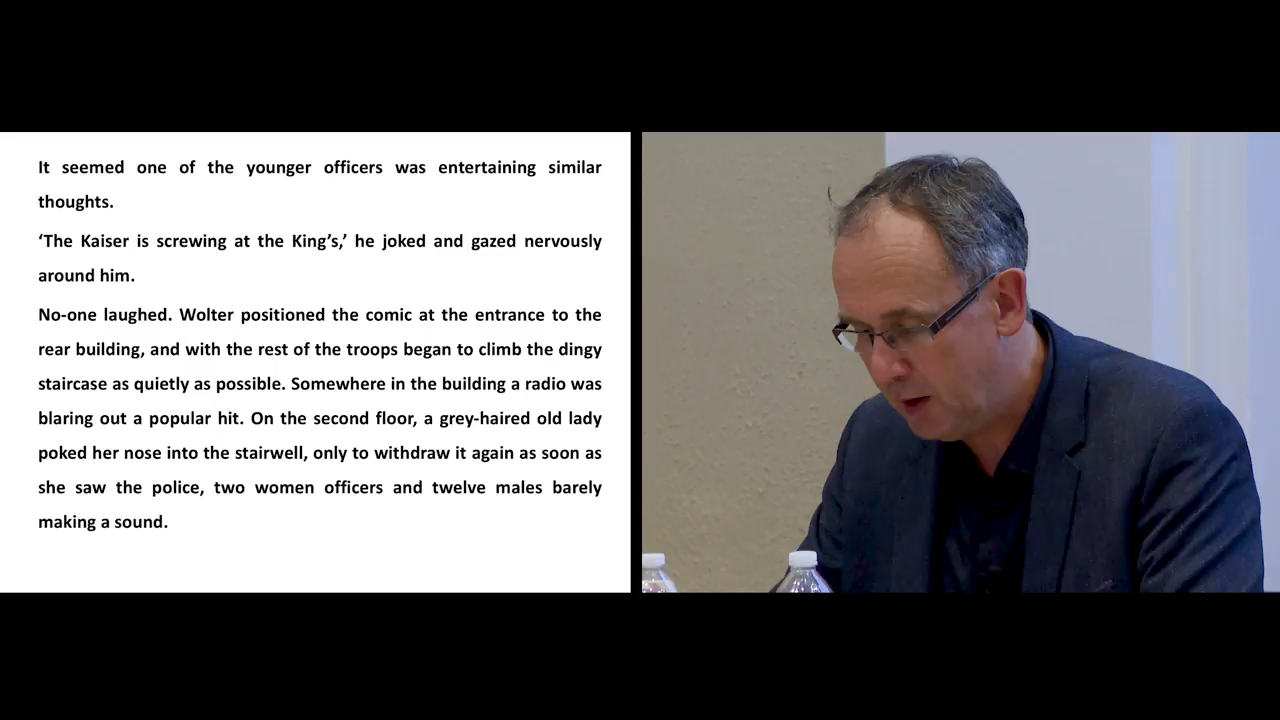 It seemed one of the younger officers was entertaining similar
thoughts.
‘The Kaiser is screwing at the King’s,’ he joked and gazed nervously
around him.
No-one laughed. Wolter positioned the comic at the entrance to the
rear building, and with the rest of the troops began to climb the dingy
staircase as quietly as possible. Somewhere in the building a radio was
blaring out a popular hit. On the second floor, a grey-haired old lady
poked her nose into the stairwell, only to withdraw it again as soon as
she saw the police, two women officers and twelve males barely
making a sound.